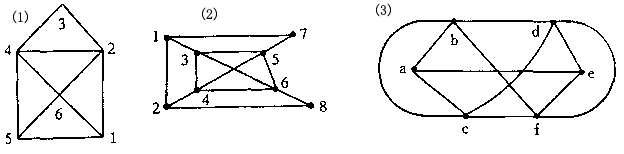 (1) (2) (3)
3 1 7 b d
4 2 3 5
a e
6 4 6
5 1 2 8 c f